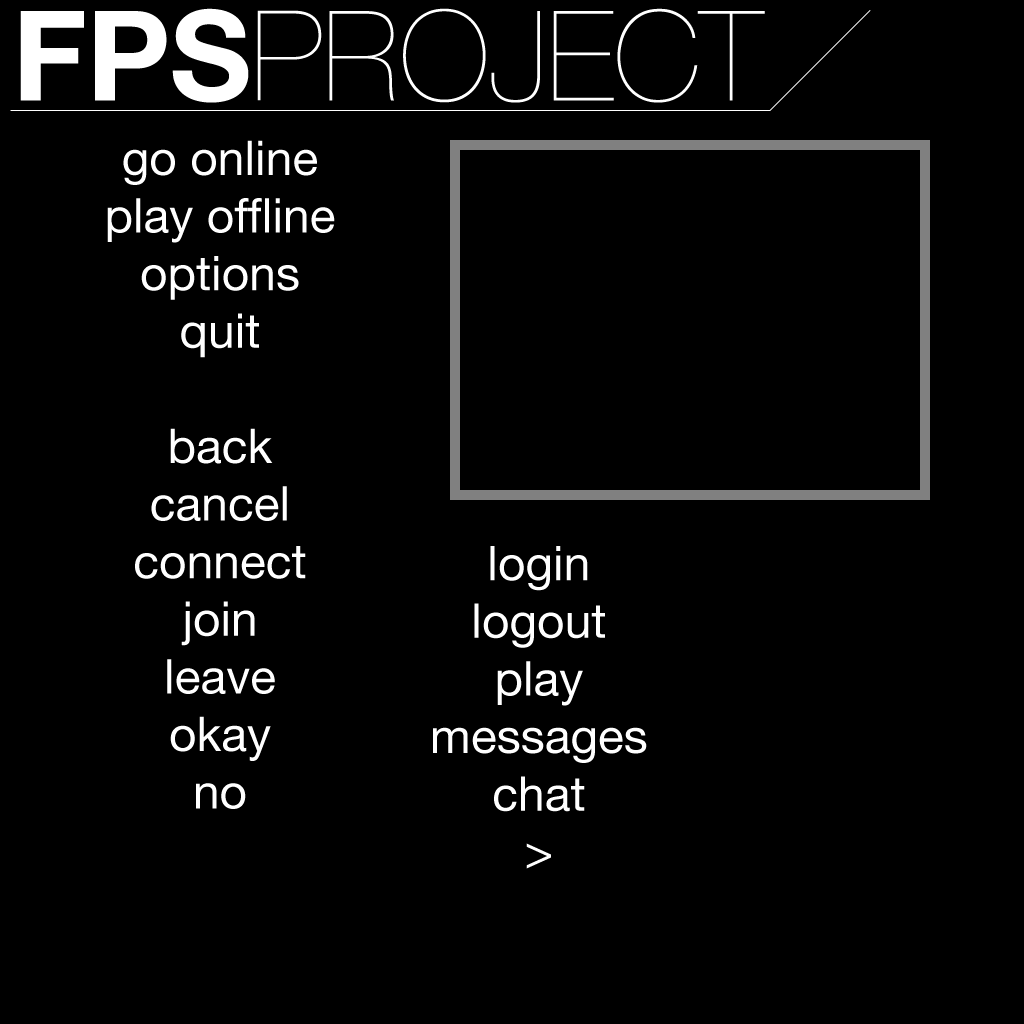 FPSPROJECT
go online
play offline
options
quit
back
cancel
connect
join
leave
okay
no
login
logout
play
messages
chat
>